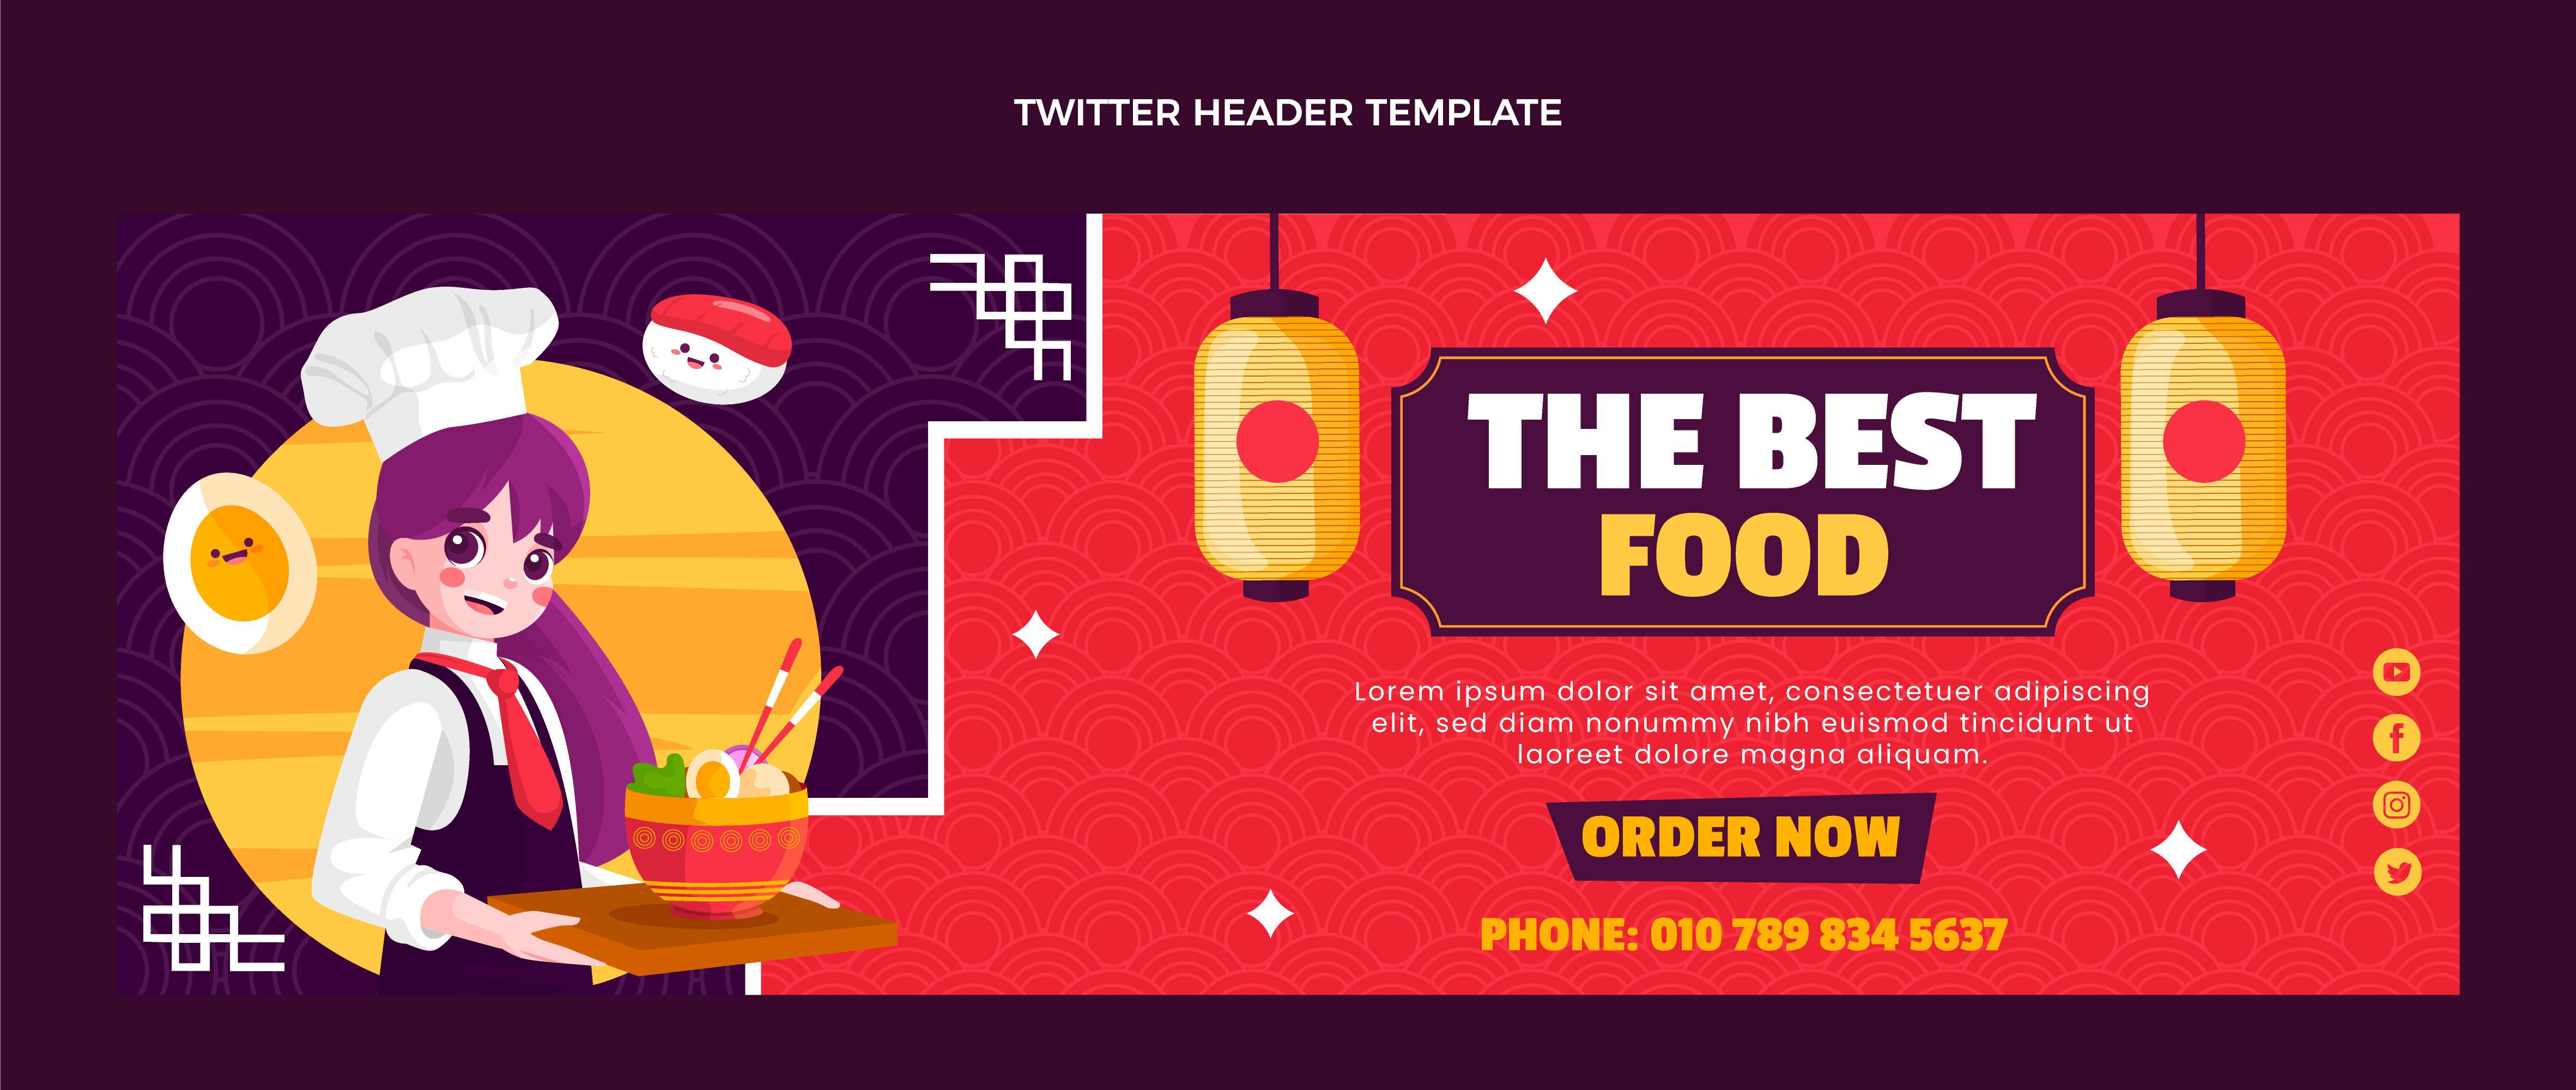 TWITTER HEADER TEMPLATE
THE BEST
FOOD
Lorem ipsum dolor sit amet, consectetuer adipiscing
elit, sed diam nonummy nibh euismod tincidunt ut
laoreet dolore magna aliquam.
ORDER NOW
PHONE: 010 789 834 5637